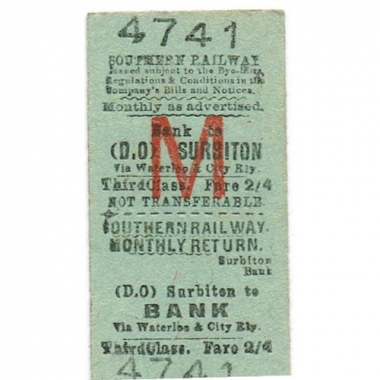 4741
SOUTHERN RAILWAY
Issued subject to the Bye-laws,
Regulations & Conditions in the
Company's Bills and Notices.
Monthly as advertised.
Bank to
M
(D.O) SURBITON
Via Waterloo & City Rly.
Third Class. Fare 2/4
NOT TRANSFERABLE
SOUTHERN RAILWAY.
MONTHLY RETURN.
Surbiton
Bank
(D.O) Surbiton to
BANK
Via Waterloo & City Rly.
Third Class. Fare 2/4
4741